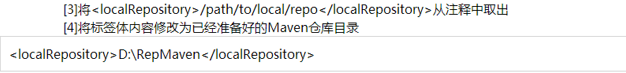 [3]将<localRepository>/path/to/local/repo</localRepository>从注释中取出
[4]将标签体内容修改为已经准备好的Maven仓库目录
<localRepository>D:\RepMaven</localRepository>